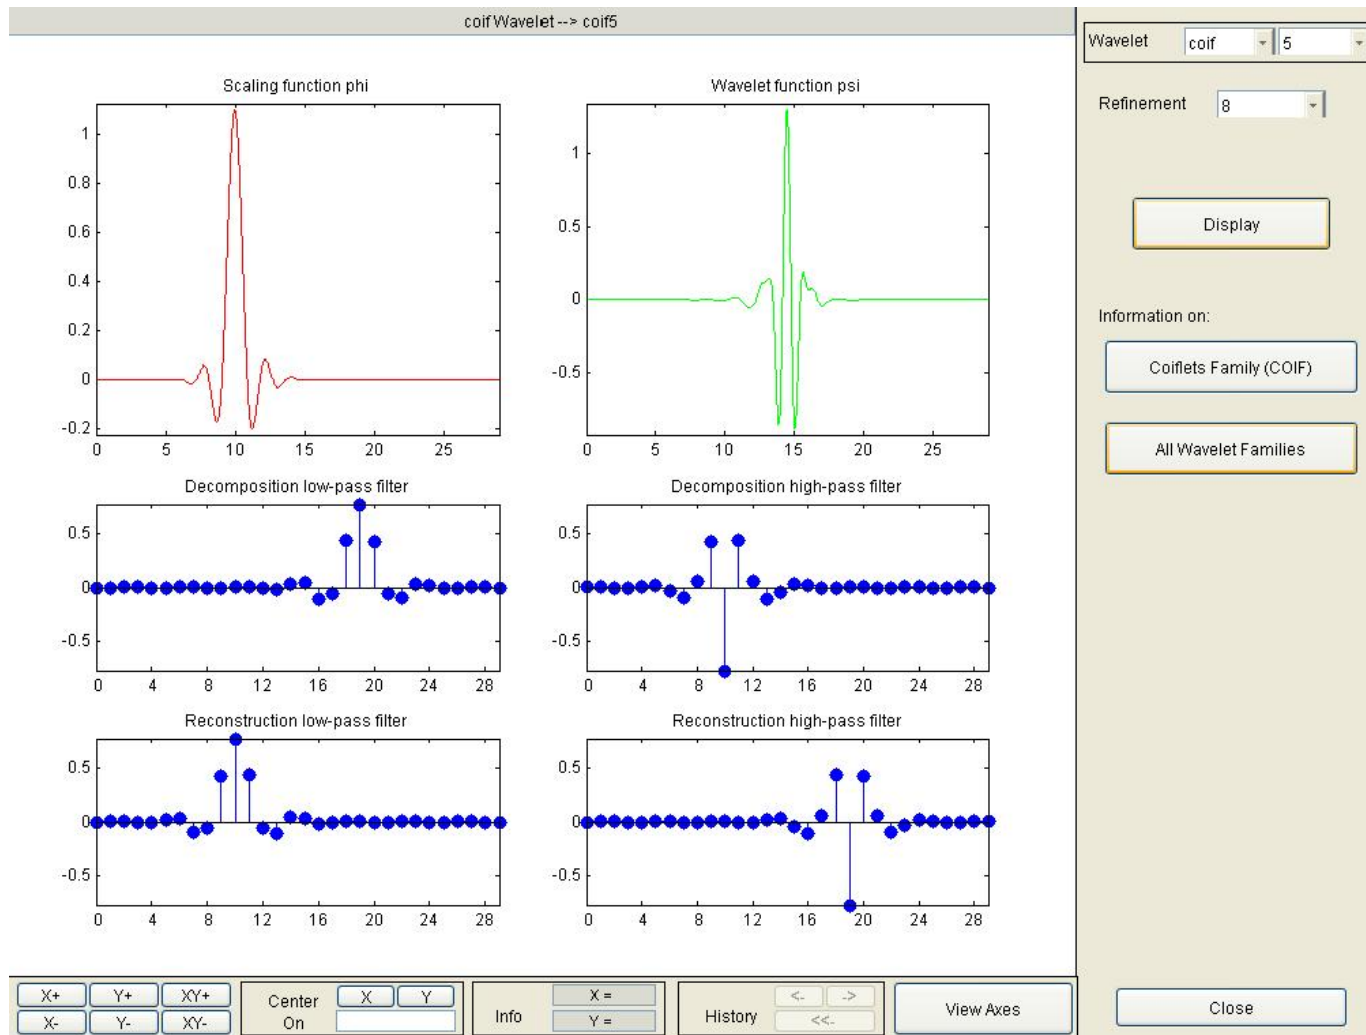 coif Wavelet --> coif5
Wavelet coif 5
Refinement 8
Display
Information on:
Coiflets Family (COIF)
All Wavelet Families
Close
Scaling function phi
1
0.8
0.6
0.4
0.2
0
-0.2
0 5 10 15 20 25
Wavelet function psi
1
0.5
0
-0.5
0 5 10 15 20 25
Decomposition low-pass filter
0.5
0
-0.5
0 4 8 12 16 20 24 28
Decomposition high-pass filter
0.5
0
-0.5
0 4 8 12 16 20 24 28
Reconstruction low-pass filter
0.5
0
-0.5
0 4 8 12 16 20 24 28
Reconstruction high-pass filter
0.5
0
-0.5
0 4 8 12 16 20 24 28
X+ Y+ XY+
X- Y- XY-
Center On
X Y
Info
X =
Y =
History
<- ->
<<-
View Axes